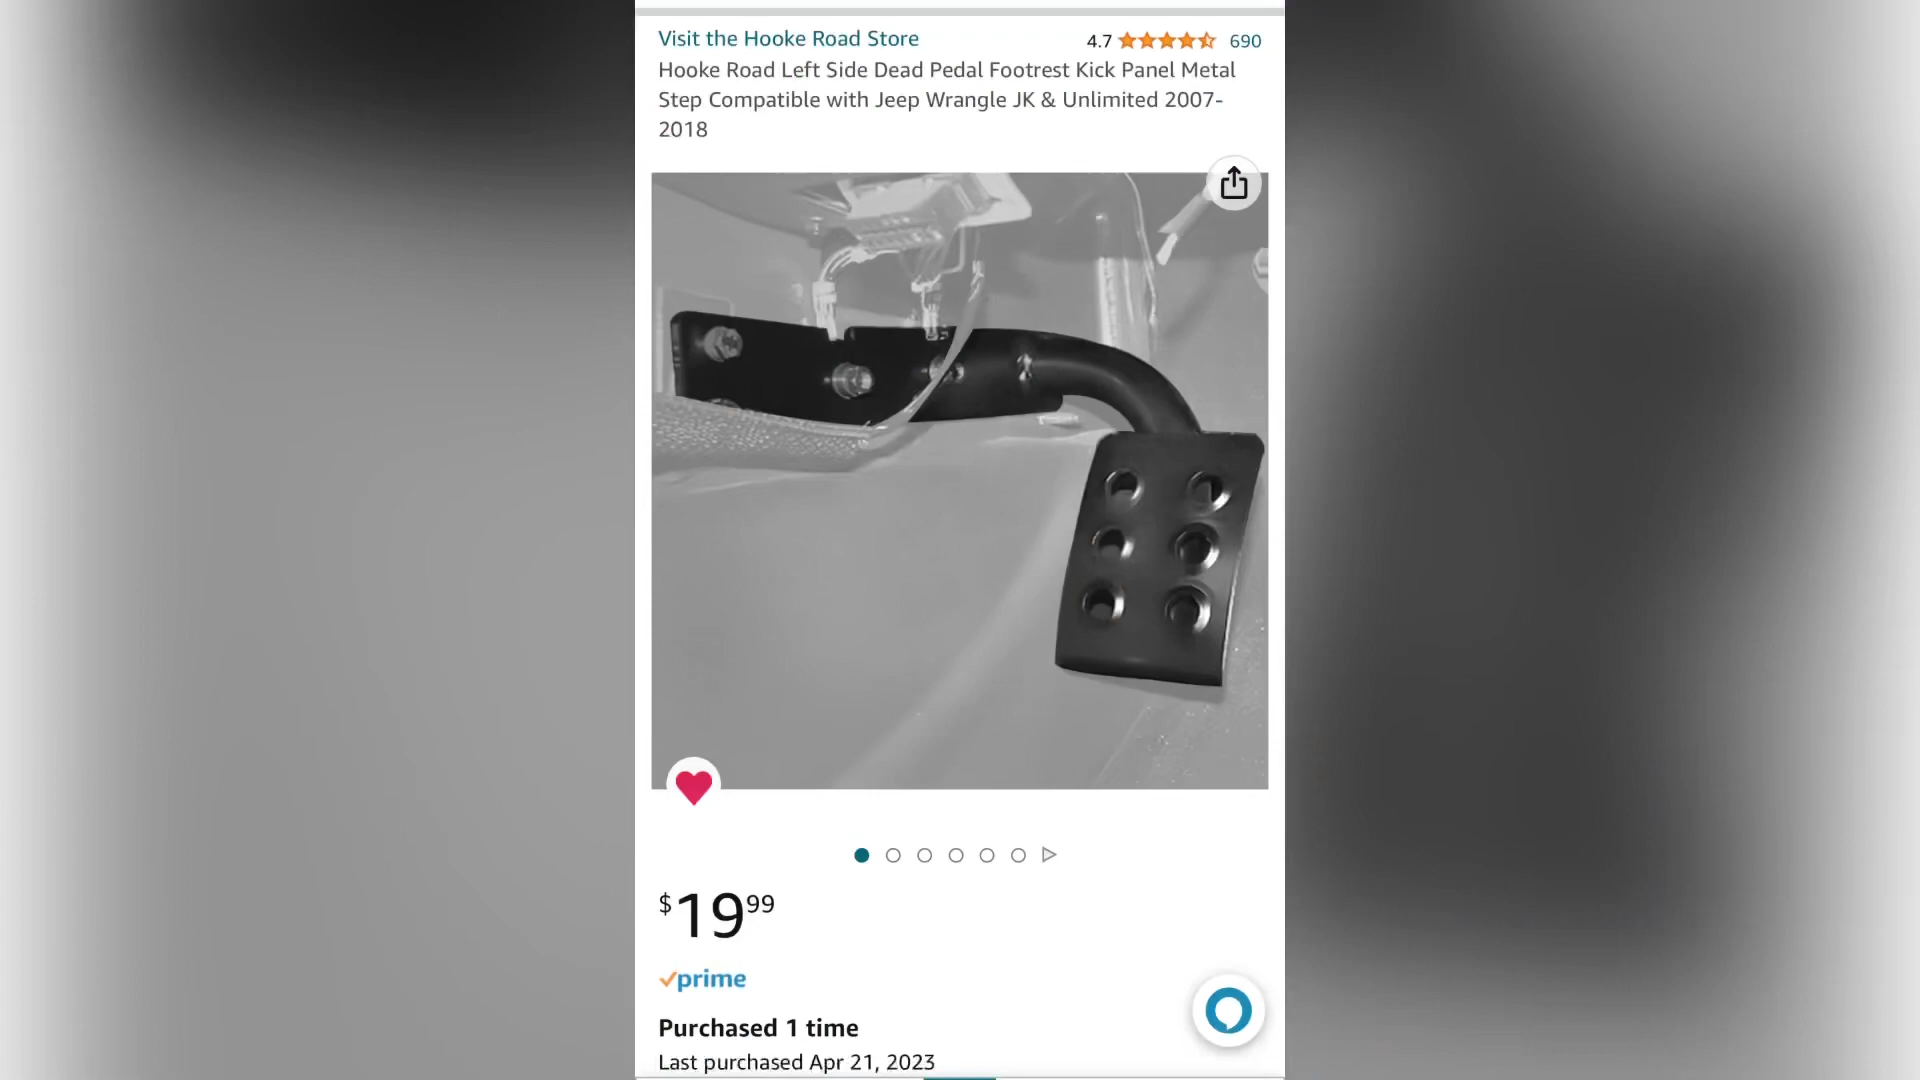 Visit the Hooke Road Store 4.7 690
Hooke Road Left Side Dead Pedal Footrest Kick Panel Metal
Step Compatible with Jeep Wrangle JK & Unlimited 2007-
2018
$19 99
prime
Purchased 1 time
Last purchased Apr 21, 2023